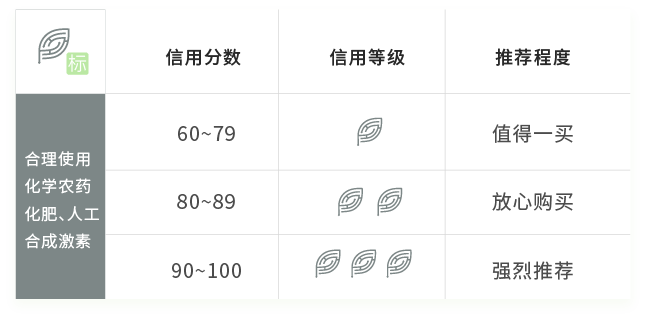 标
信用分数 信用等级 推荐程度
合理使用
化学农药
化肥、人工
合成激素
60~79 值得一买
80~89 放心购买
90~100 强烈推荐